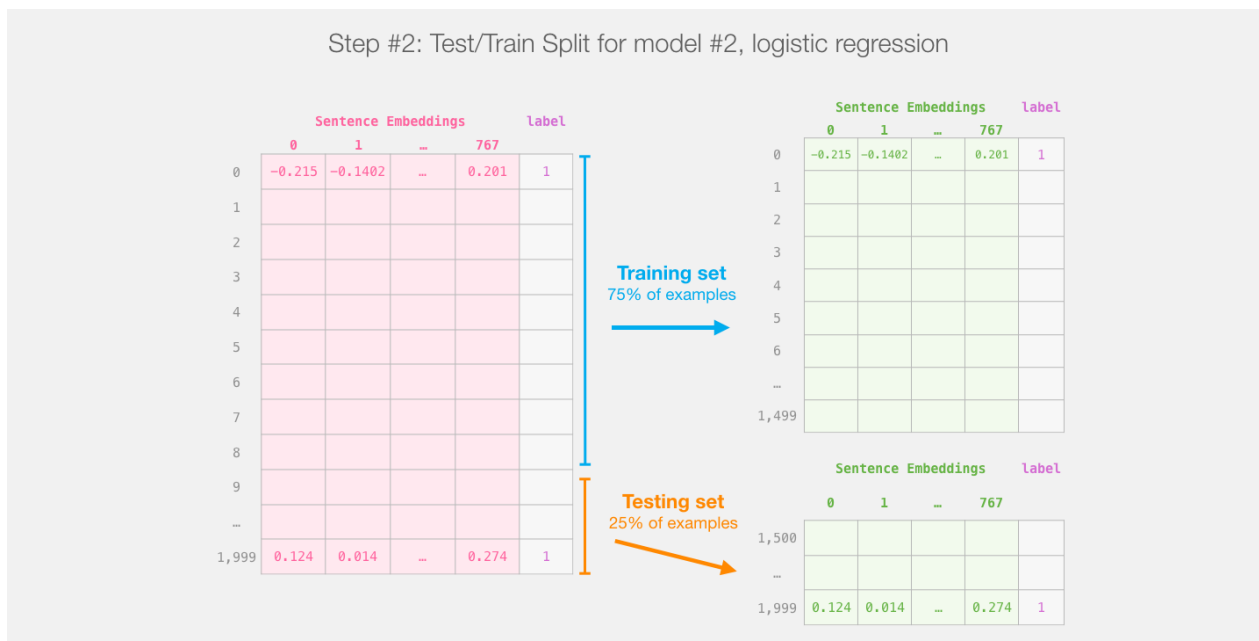 Step #2: Test/Train Split for model #2, logistic regression
Sentence Embeddings label
0 1 … 767
0 -0.215 -0.1402 … 0.201 1
1
2
3
4
5
6
7
8
9
…
1,999 0.124 0.014 … 0.274 1
Training set
75% of examples
Testing set
25% of examples
Sentence Embeddings label
0 1 … 767
0 -0.215 -0.1402 … 0.201 1
1
2
3
4
5
6
…
1,499
Sentence Embeddings label
0 1 … 767
1,500
…
1,999 0.124 0.014 … 0.274 1